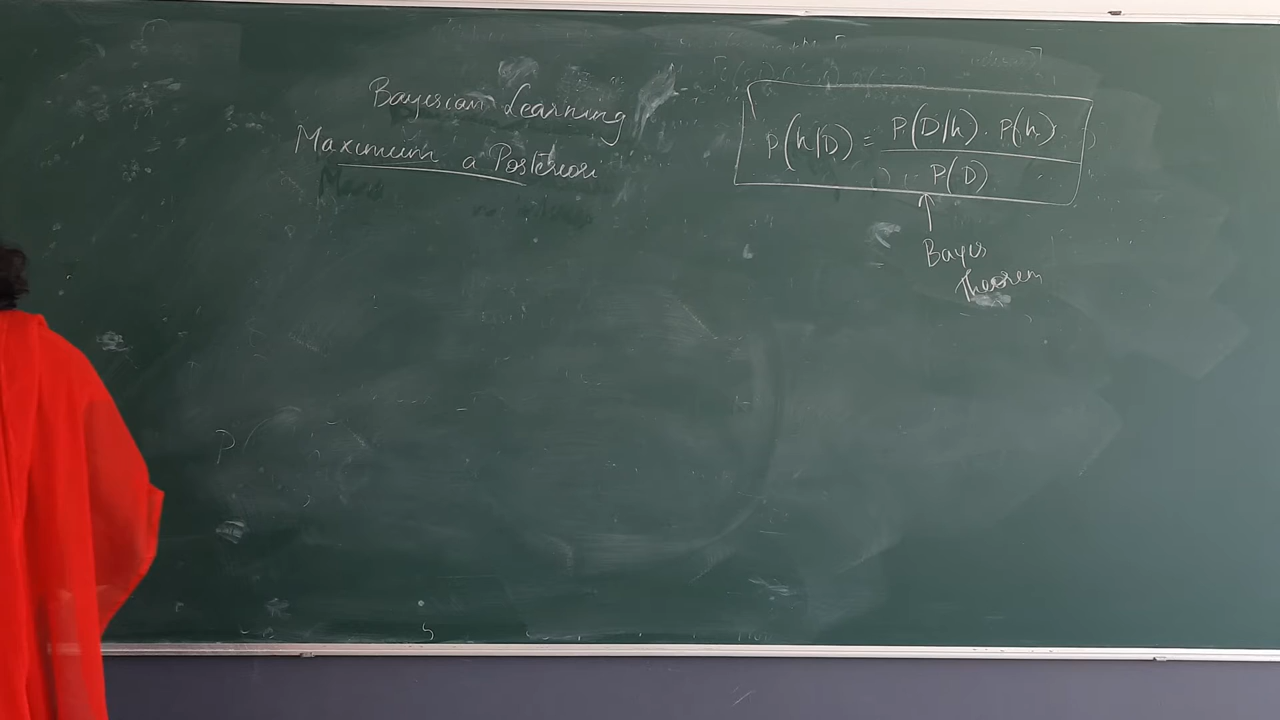 Bayesian Learning
Maximum a Posteriori
P(h/D) = P(D/h) . P(h)
P(D)
Bayes
Theorem